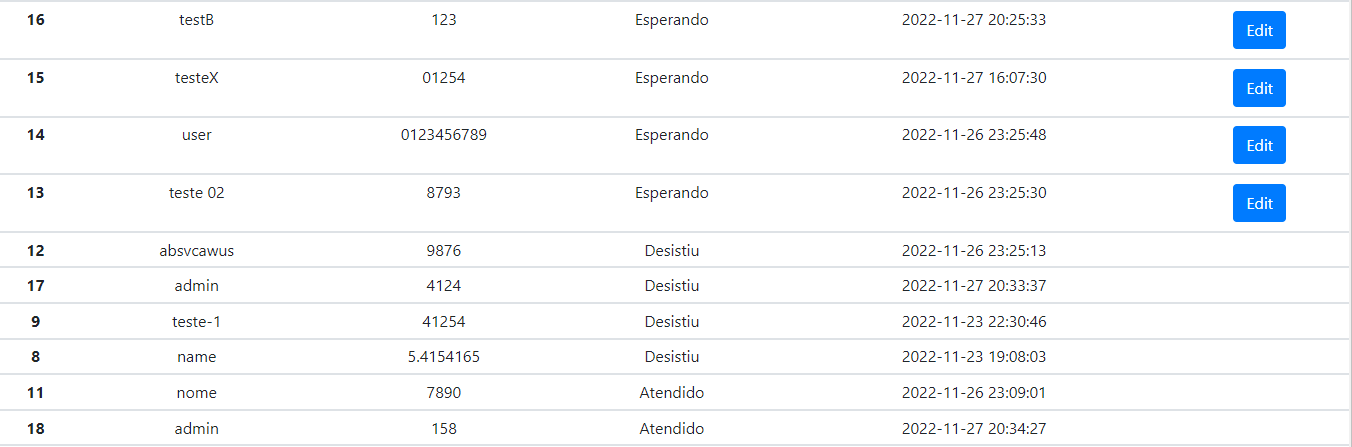 16 testB 123 Esperando 2022-11-27 20:25:33 Edit
15 testeX 01254 Esperando 2022-11-27 16:07:30 Edit
14 user 0123456789 Esperando 2022-11-26 23:25:48 Edit
13 teste 02 8793 Esperando 2022-11-26 23:25:30 Edit
12 absvcawus 9876 Desistiu 2022-11-26 23:25:13
17 admin 4124 Desistiu 2022-11-27 20:33:37
9 teste-1 41254 Desistiu 2022-11-23 22:30:46
8 name 5.4154165 Desistiu 2022-11-23 19:08:03
11 nome 7890 Atendido 2022-11-26 23:09:01
18 admin 158 Atendido 2022-11-27 20:34:27